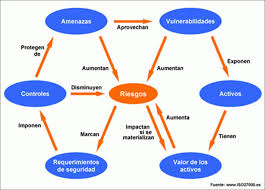 Amenazas
Vulnerabilidades
Aprovechan
Protegen
de
Aumentan
Aumentan
Exponen
Controles
Disminuyen
Riesgos
Activos
Imponen
Marcan
Impactan
si se
materializan
Aumenta
Tienen
Requerimientos
de seguridad
Valor de los
activos
Fuente: www.ISO27000.es